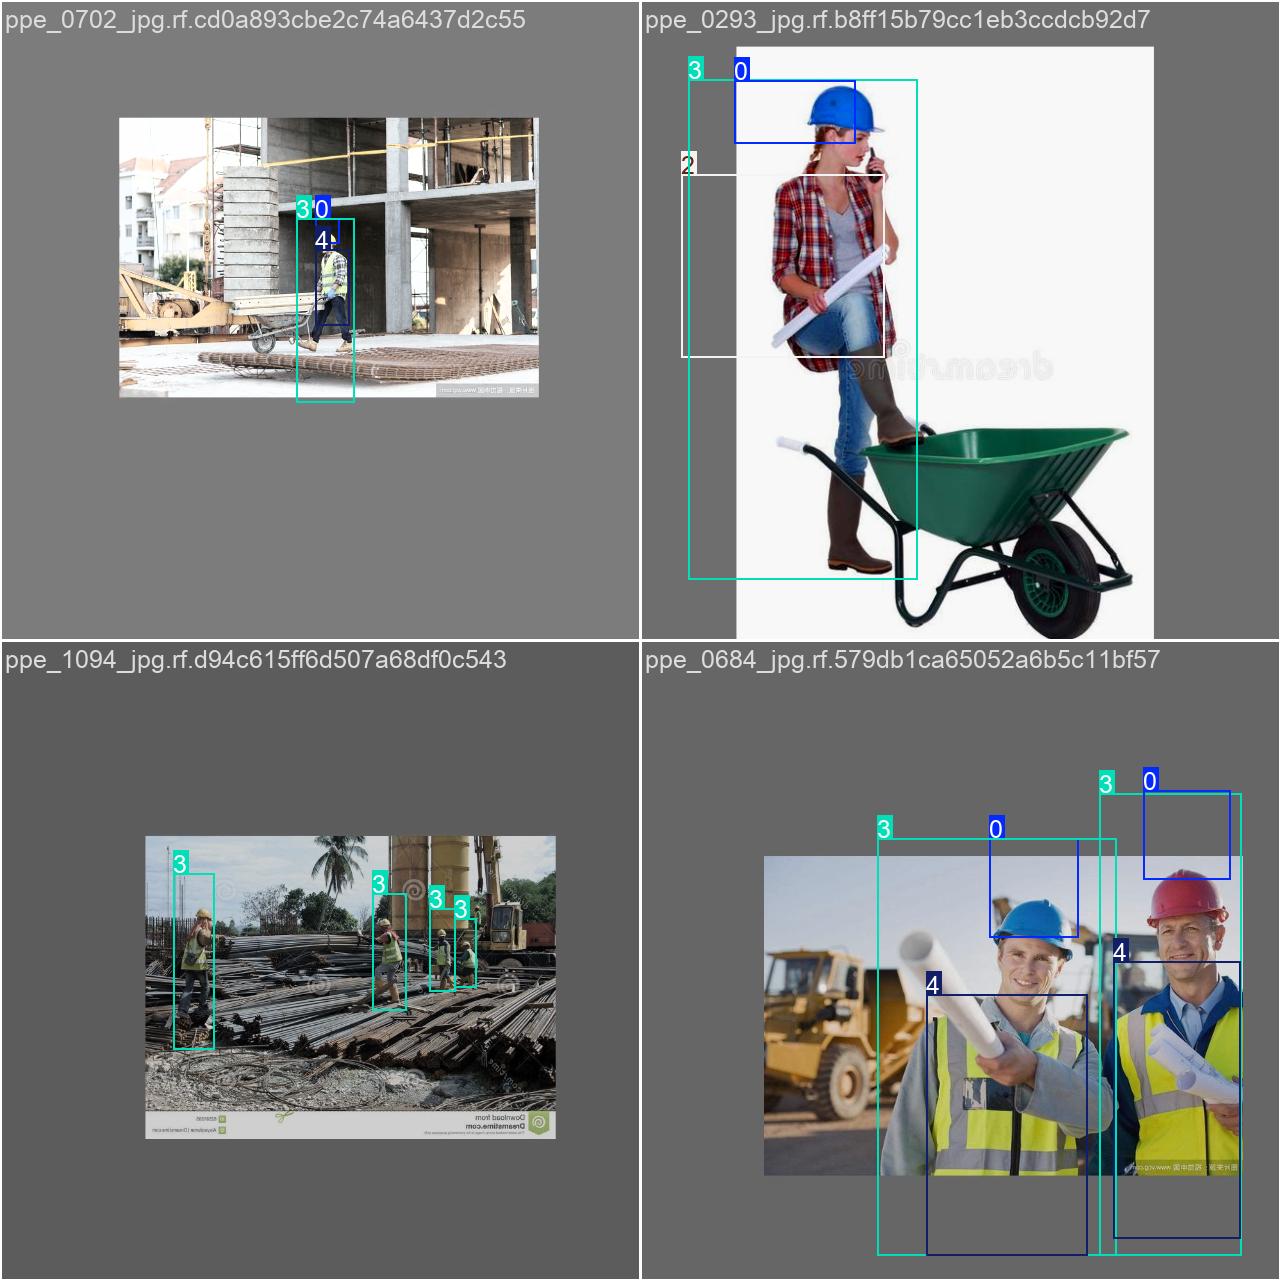 ppe_0702_jpg.rf.cd0a893cbe2c74a6437d2c55
ppe_0293_jpg.rf.b8ff15b79cc1eb3ccdcb92d7
3 0
4
3 0
2
dreamstime
ppe_1094_jpg.rf.d94c615ff6d507a68df0c543
ppe_0684_jpg.rf.579db1ca65052a6b5c11bf57
3
3
3
3
Download from
Dreamstime.com
3 0
3 0
4
4